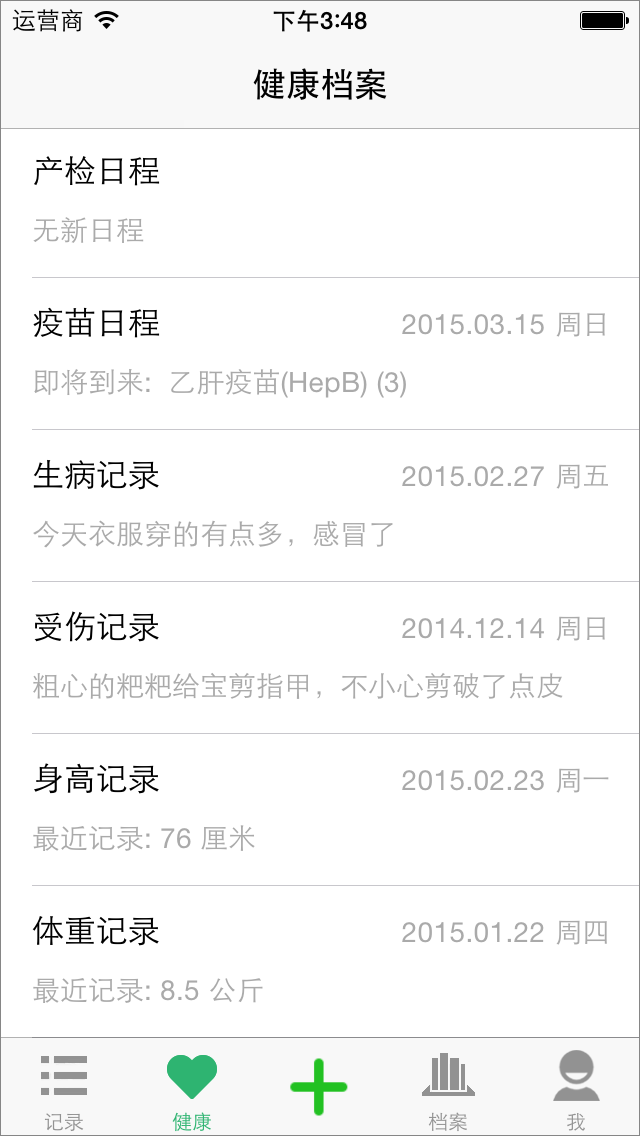 运营商 下午3:48
健康档案
产检日程
无新日程
疫苗日程 2015.03.15 周日
即将到来: 乙肝疫苗(HepB) (3)
生病记录 2015.02.27 周五
今天衣服穿的有点多，感冒了
受伤记录 2014.12.14 周日
粗心的粑粑给宝剪指甲，不小心剪破了点皮
身高记录 2015.02.23 周一
最近记录: 76 厘米
体重记录 2015.01.22 周四
最近记录: 8.5 公斤
记录 健康 档案 我